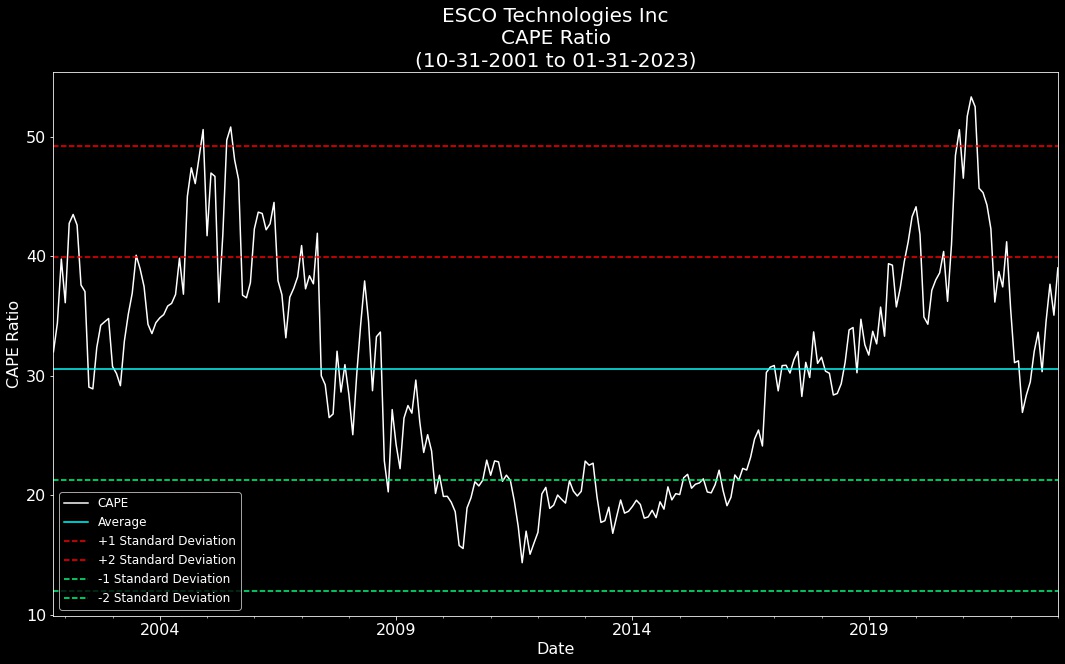 ESCO Technologies Inc
CAPE Ratio
(10-31-2001 to 01-31-2023)
CAPE Ratio
50
40
30
20
10
CAPE
Average
+1 Standard Deviation
+2 Standard Deviation
-1 Standard Deviation
-2 Standard Deviation
2004
2009
2014
2019
Date